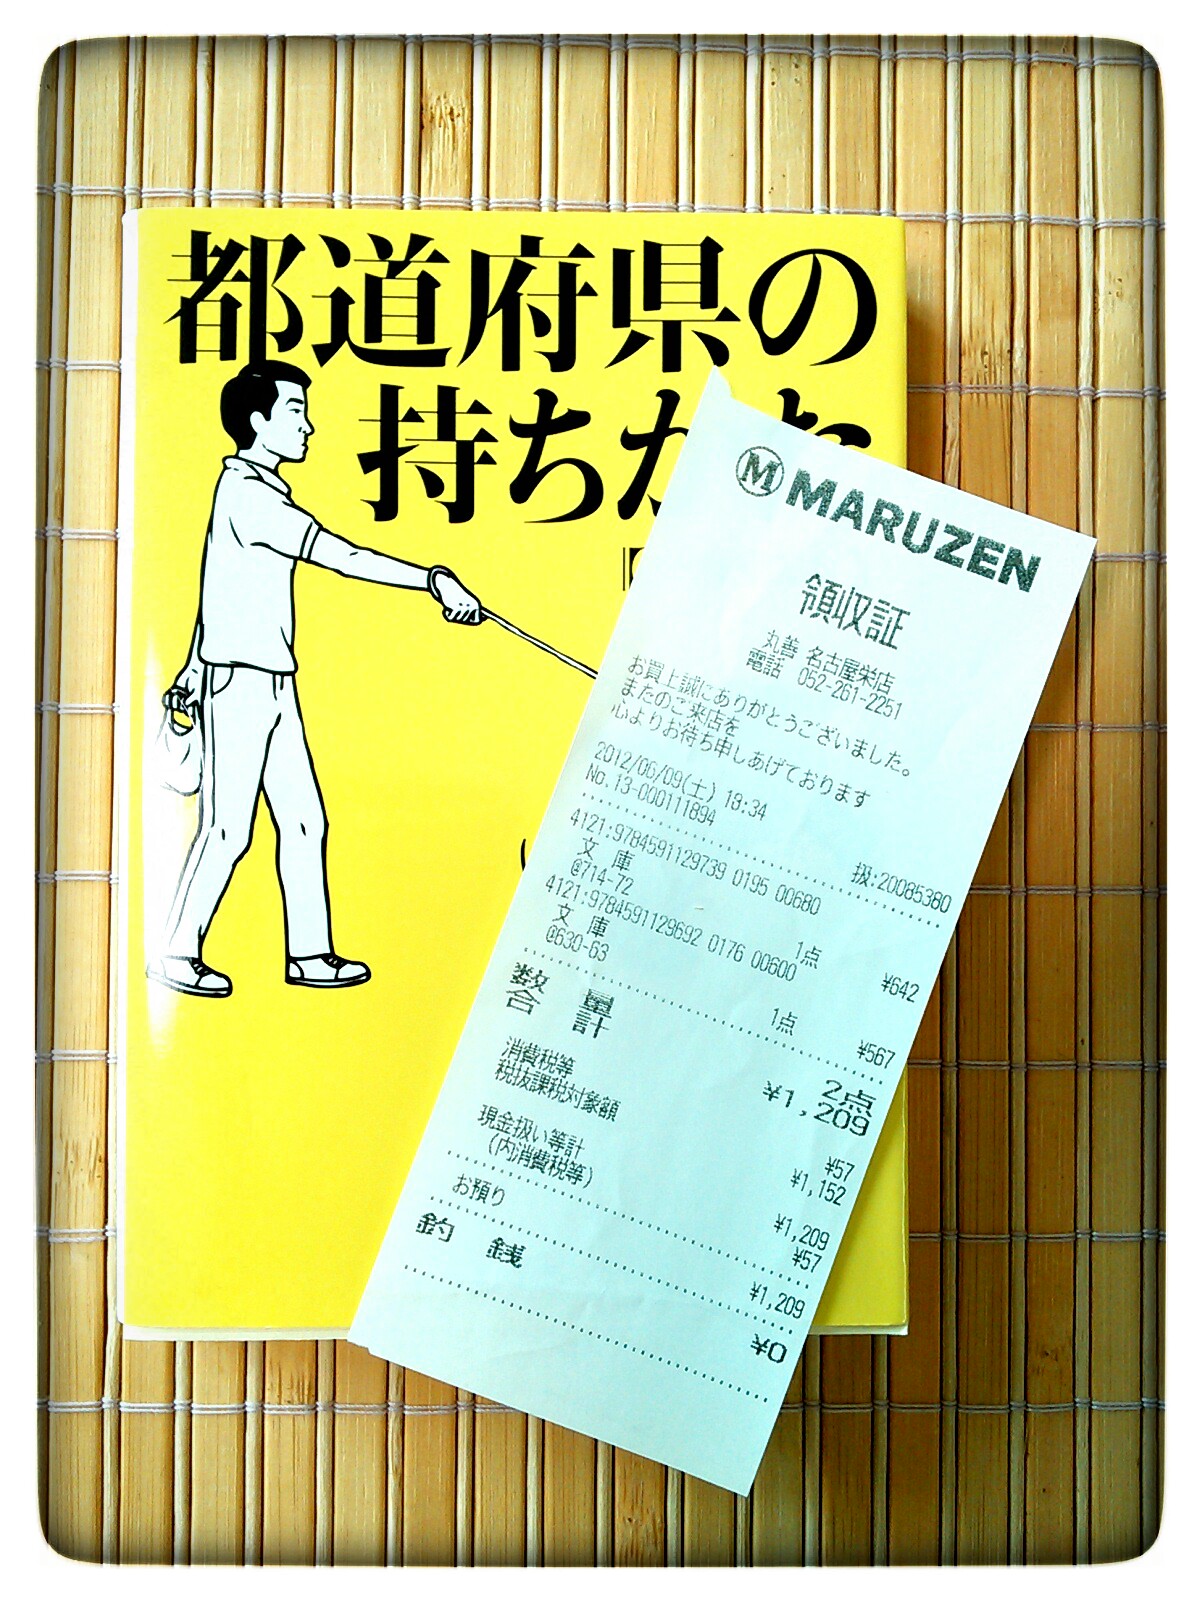 都道府県の
持ち
MARUZEN
領収証
丸善 名古屋栄店
電話 052-261-2251
お買上誠にありがとうございました。
またのご来店を
心よりお待ち申しあげております
2012/06/09(土) 18:34
No.13-000111894 扱:20085380
4121:9784591129739 0195 00680
文 庫 1点 ¥642
@714-72
4121:9784591129692 0176 00600
文 庫 1点 ¥567
@630-63
数 量 2点
合 計 ¥1,209
消費税等 ¥57
税抜課税対象額 ¥1,152
現金扱い等計 ¥1,209
(内消費税等) ¥57
お預り ¥1,209
釣 銭 ¥0